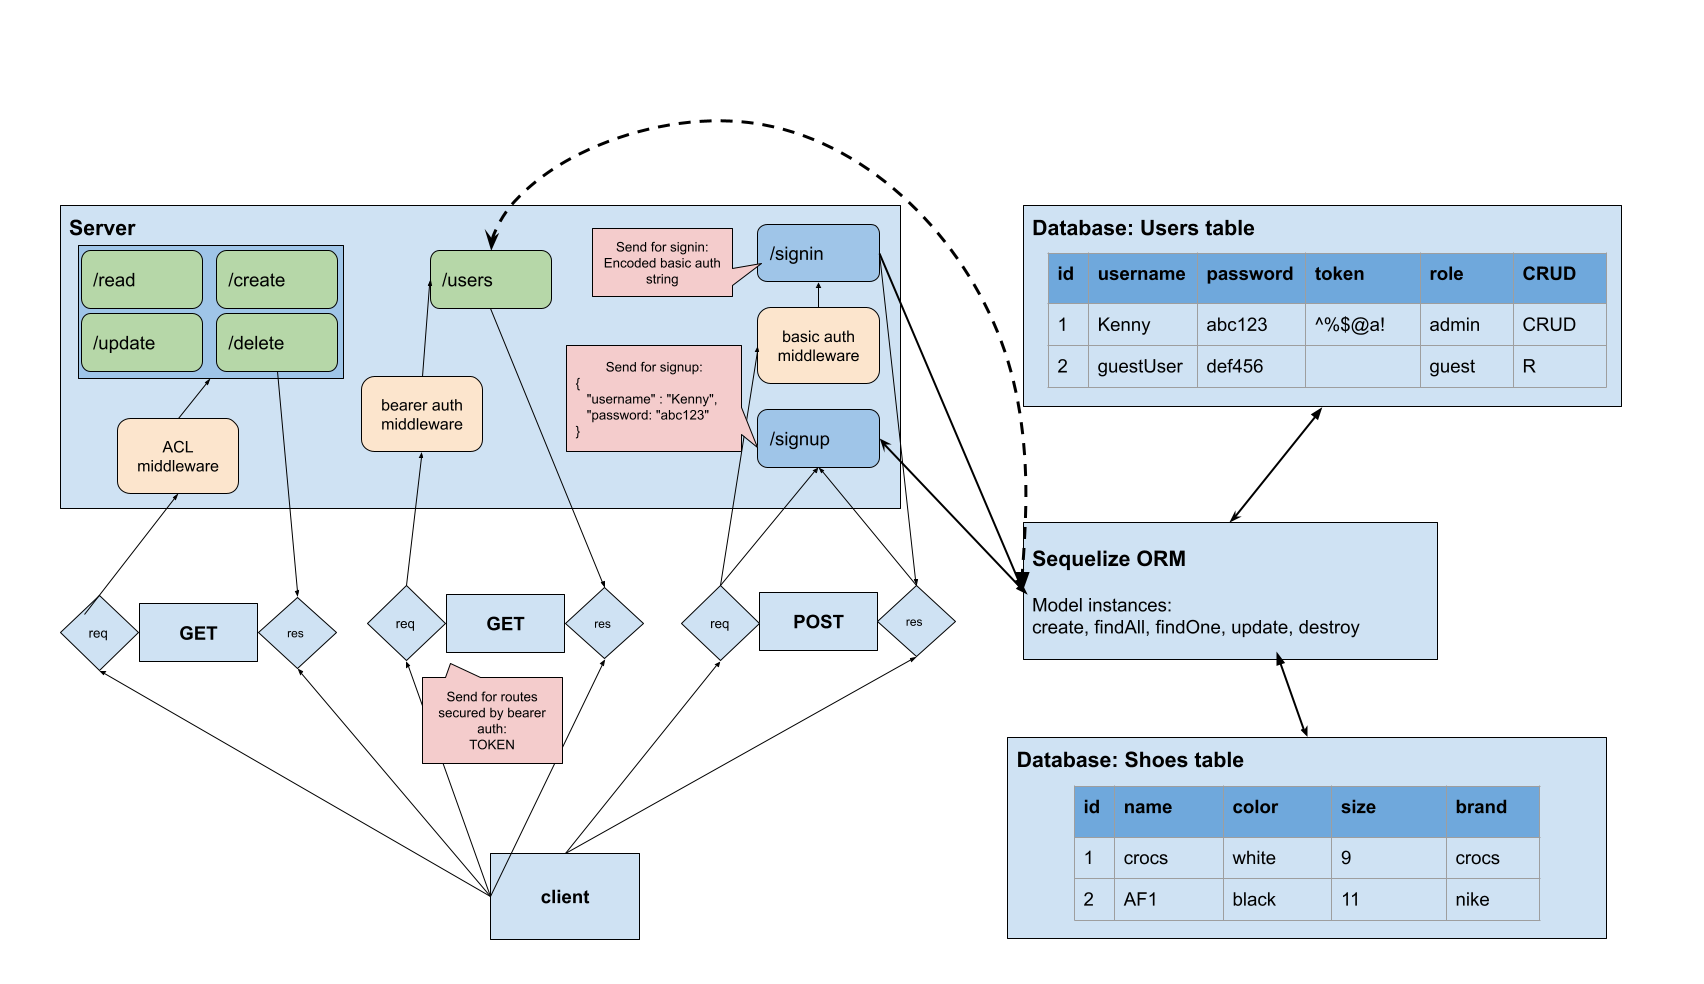 Server
/read
/create
/update
/delete
ACL
middleware
/users
bearer auth
middleware
Send for signin:
Encoded basic auth
string
/signin
basic auth
middleware
Send for signup:
{
"username" : "Kenny",
"password: "abc123"
}
/signup
req
GET
res
req
GET
res
req
POST
res
Send for routes
secured by bearer
auth:
TOKEN
client
Database: Users table
id username password token role CRUD
1 Kenny abc123 ^%$@a! admin CRUD
2 guestUser def456 guest R
Sequelize ORM
Model instances:
create, findAll, findOne, update, destroy
Database: Shoes table
id name color size brand
1 crocs white 9 crocs
2 AF1 black 11 nike